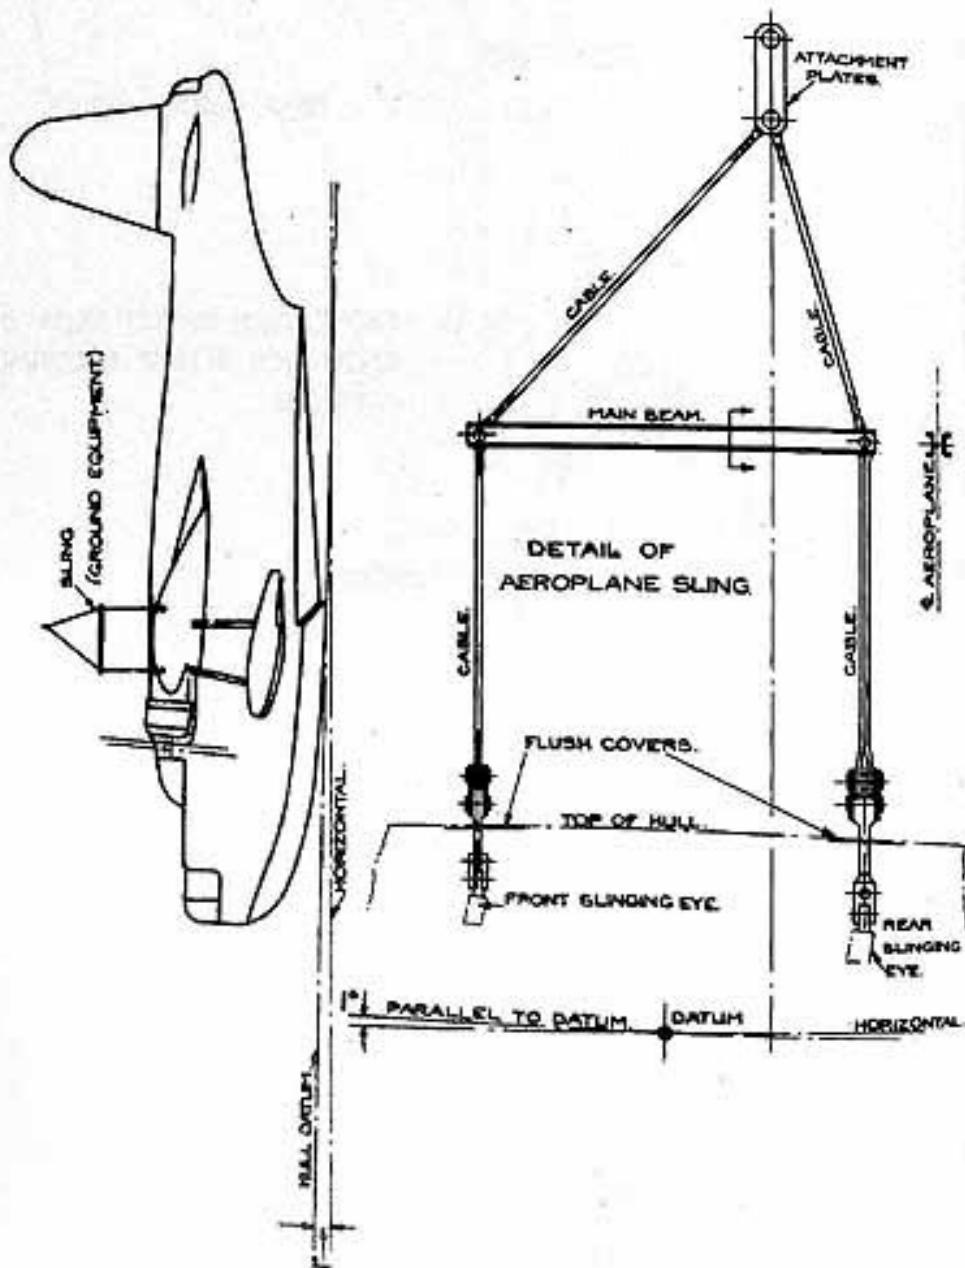 ATTACHMENT
PLATES.
CABLE.
CABLE
MAIN BEAM.
SLING
(GROUND EQUIPMENT)
DETAIL OF
AEROPLANE SLING.
℄ AEROPLANE
CABLE.
CABLE.
FLUSH COVERS.
TOP OF HULL.
FRONT SLINGING EYE.
REAR
SLINGING
EYE.
HORIZONTAL.
1°
PARALLEL TO DATUM.
DATUM
HORIZONTAL.
HULL DATUM
1°